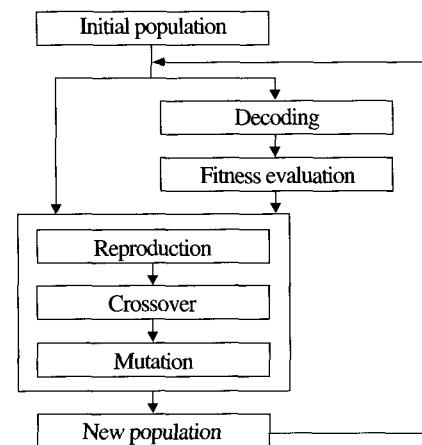 Initial population
Decoding
Fitness evaluation
Reproduction
Crossover
Mutation
New population